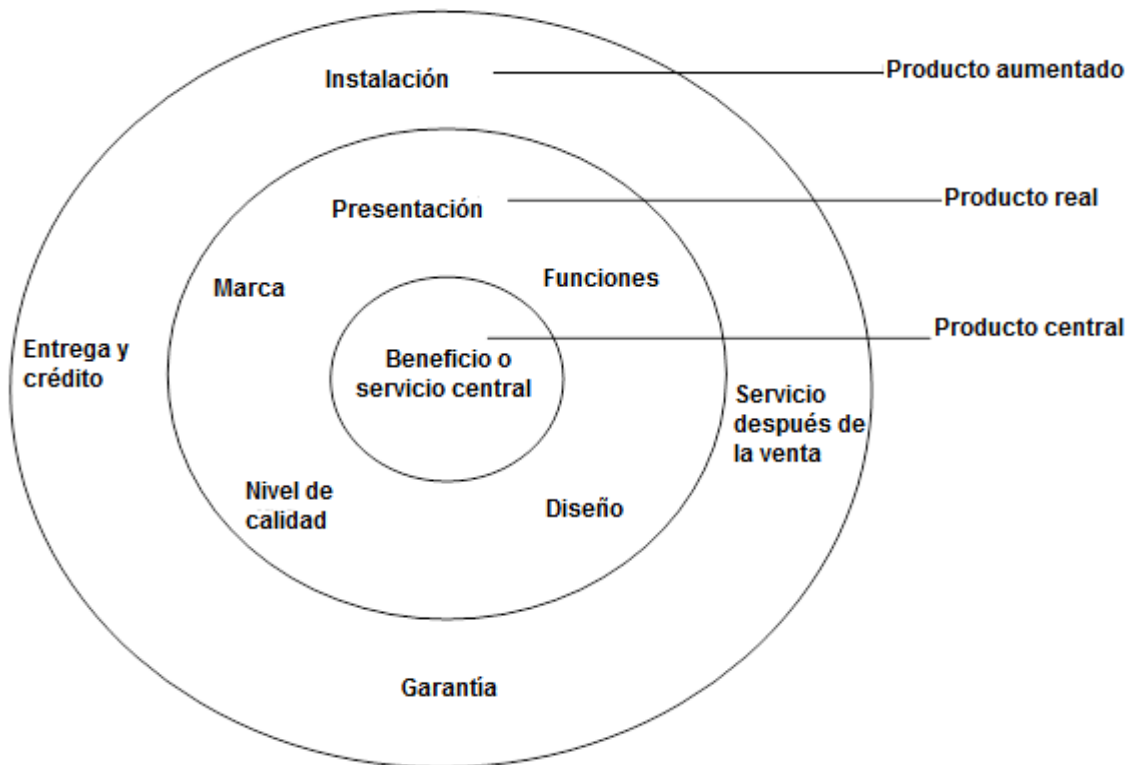 Instalación
Producto aumentado
Presentación
Producto real
Marca
Funciones
Producto central
Entrega y
crédito
Beneficio o
servicio central
Servicio
después de
la venta
Nivel de
calidad
Diseño
Garantía